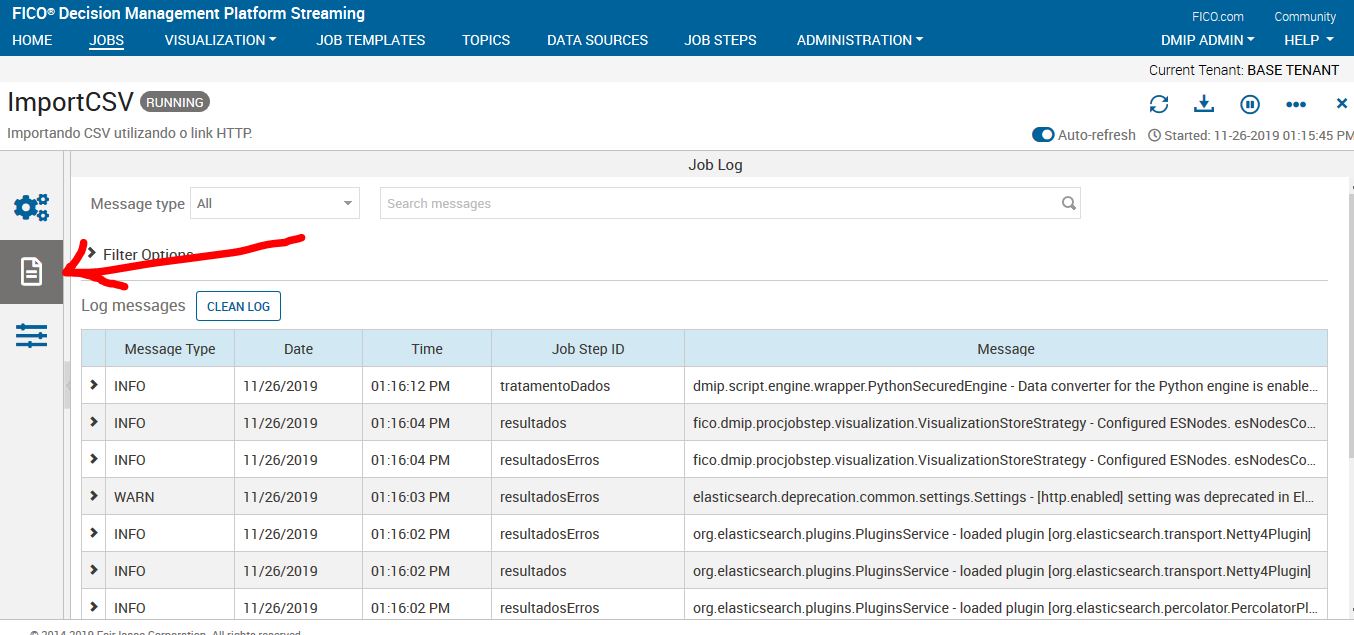 FICO® Decision Management Platform Streaming
FICO.com Community
HOME JOBS VISUALIZATION JOB TEMPLATES TOPICS DATA SOURCES JOB STEPS ADMINISTRATION DMIP ADMIN HELP
Current Tenant: BASE TENANT
ImportCSV RUNNING
Importando CSV utilizando o link HTTP.
Auto-refresh Started: 11-26-2019 01:15:45 PM
Job Log
Message type All Search messages
Filter Options
Log messages CLEAN LOG
Message Type Date Time Job Step ID Message
INFO 11/26/2019 01:16:12 PM tratamentoDados dmip.script.engine.wrapper.PythonSecuredEngine - Data converter for the Python engine is enable...
INFO 11/26/2019 01:16:04 PM resultados fico.dmip.procjobstep.visualization.VisualizationStoreStrategy - Configured ESNodes. esNodesCo...
INFO 11/26/2019 01:16:04 PM resultadosErros fico.dmip.procjobstep.visualization.VisualizationStoreStrategy - Configured ESNodes. esNodesCo...
WARN 11/26/2019 01:16:03 PM resultadosErros elasticsearch.deprecation.common.settings.Settings - [http.enabled] setting was deprecated in El...
INFO 11/26/2019 01:16:02 PM resultadosErros org.elasticsearch.plugins.PluginsService - loaded plugin [org.elasticsearch.transport.Netty4Plugin]
INFO 11/26/2019 01:16:02 PM resultados org.elasticsearch.plugins.PluginsService - loaded plugin [org.elasticsearch.transport.Netty4Plugin]
INFO 11/26/2019 01:16:02 PM resultadosErros org.elasticsearch.plugins.PluginsService - loaded plugin [org.elasticsearch.percolator.PercolatorPl...
© 2014-2019 Fair Isaac Corporation. All rights reserved.